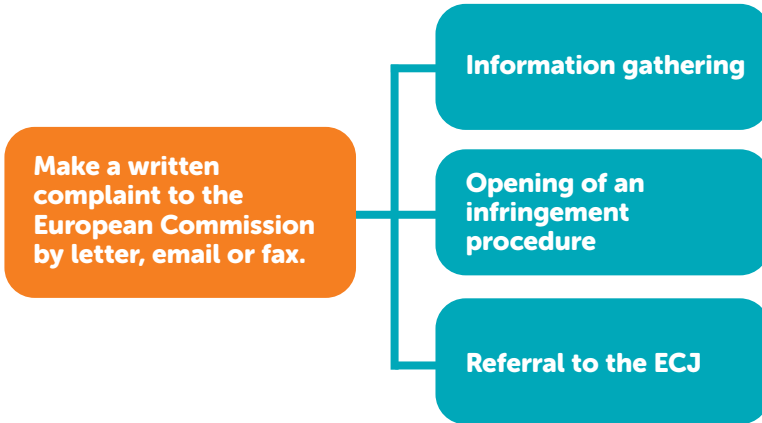 Make a written
complaint to the
European Commission
by letter, email or fax.
Information gathering
Opening of an
infringement
procedure
Referral to the ECJ